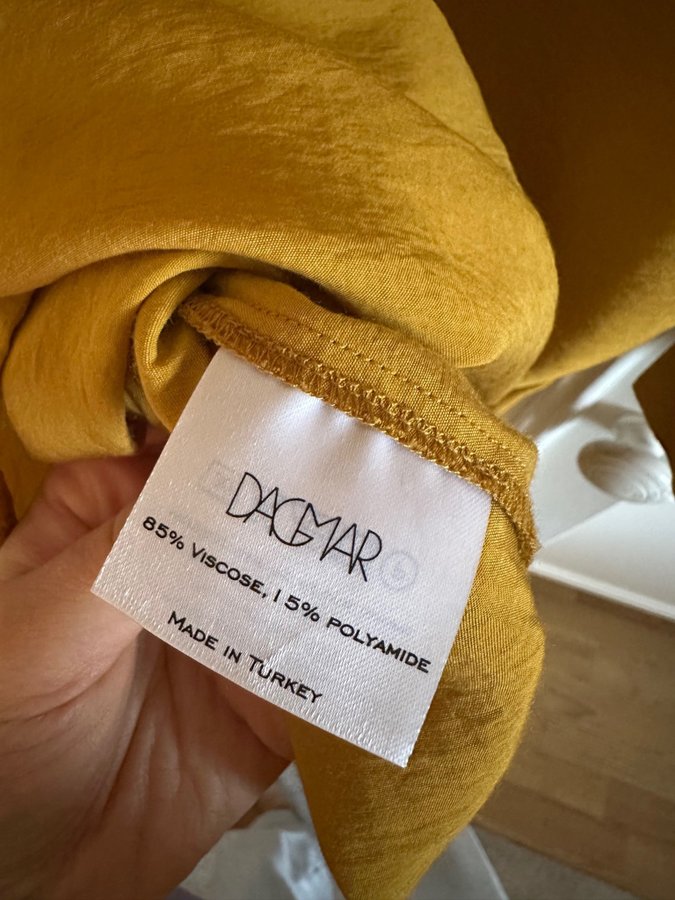 DAGMAR
85% VISCOSE, 15% POLYAMIDE
MADE IN TURKEY